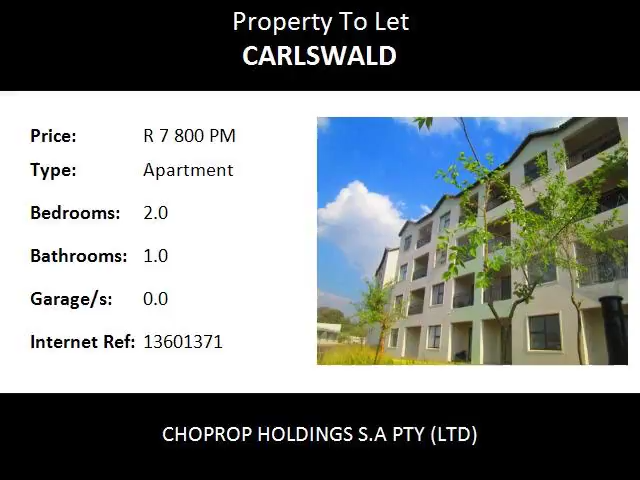 Property To Let
CARLSWALD
Price: R 7 800 PM
Type: Apartment
Bedrooms: 2.0
Bathrooms: 1.0
Garage/s: 0.0
Internet Ref: 13601371
CHOPROP HOLDINGS S.A PTY (LTD)